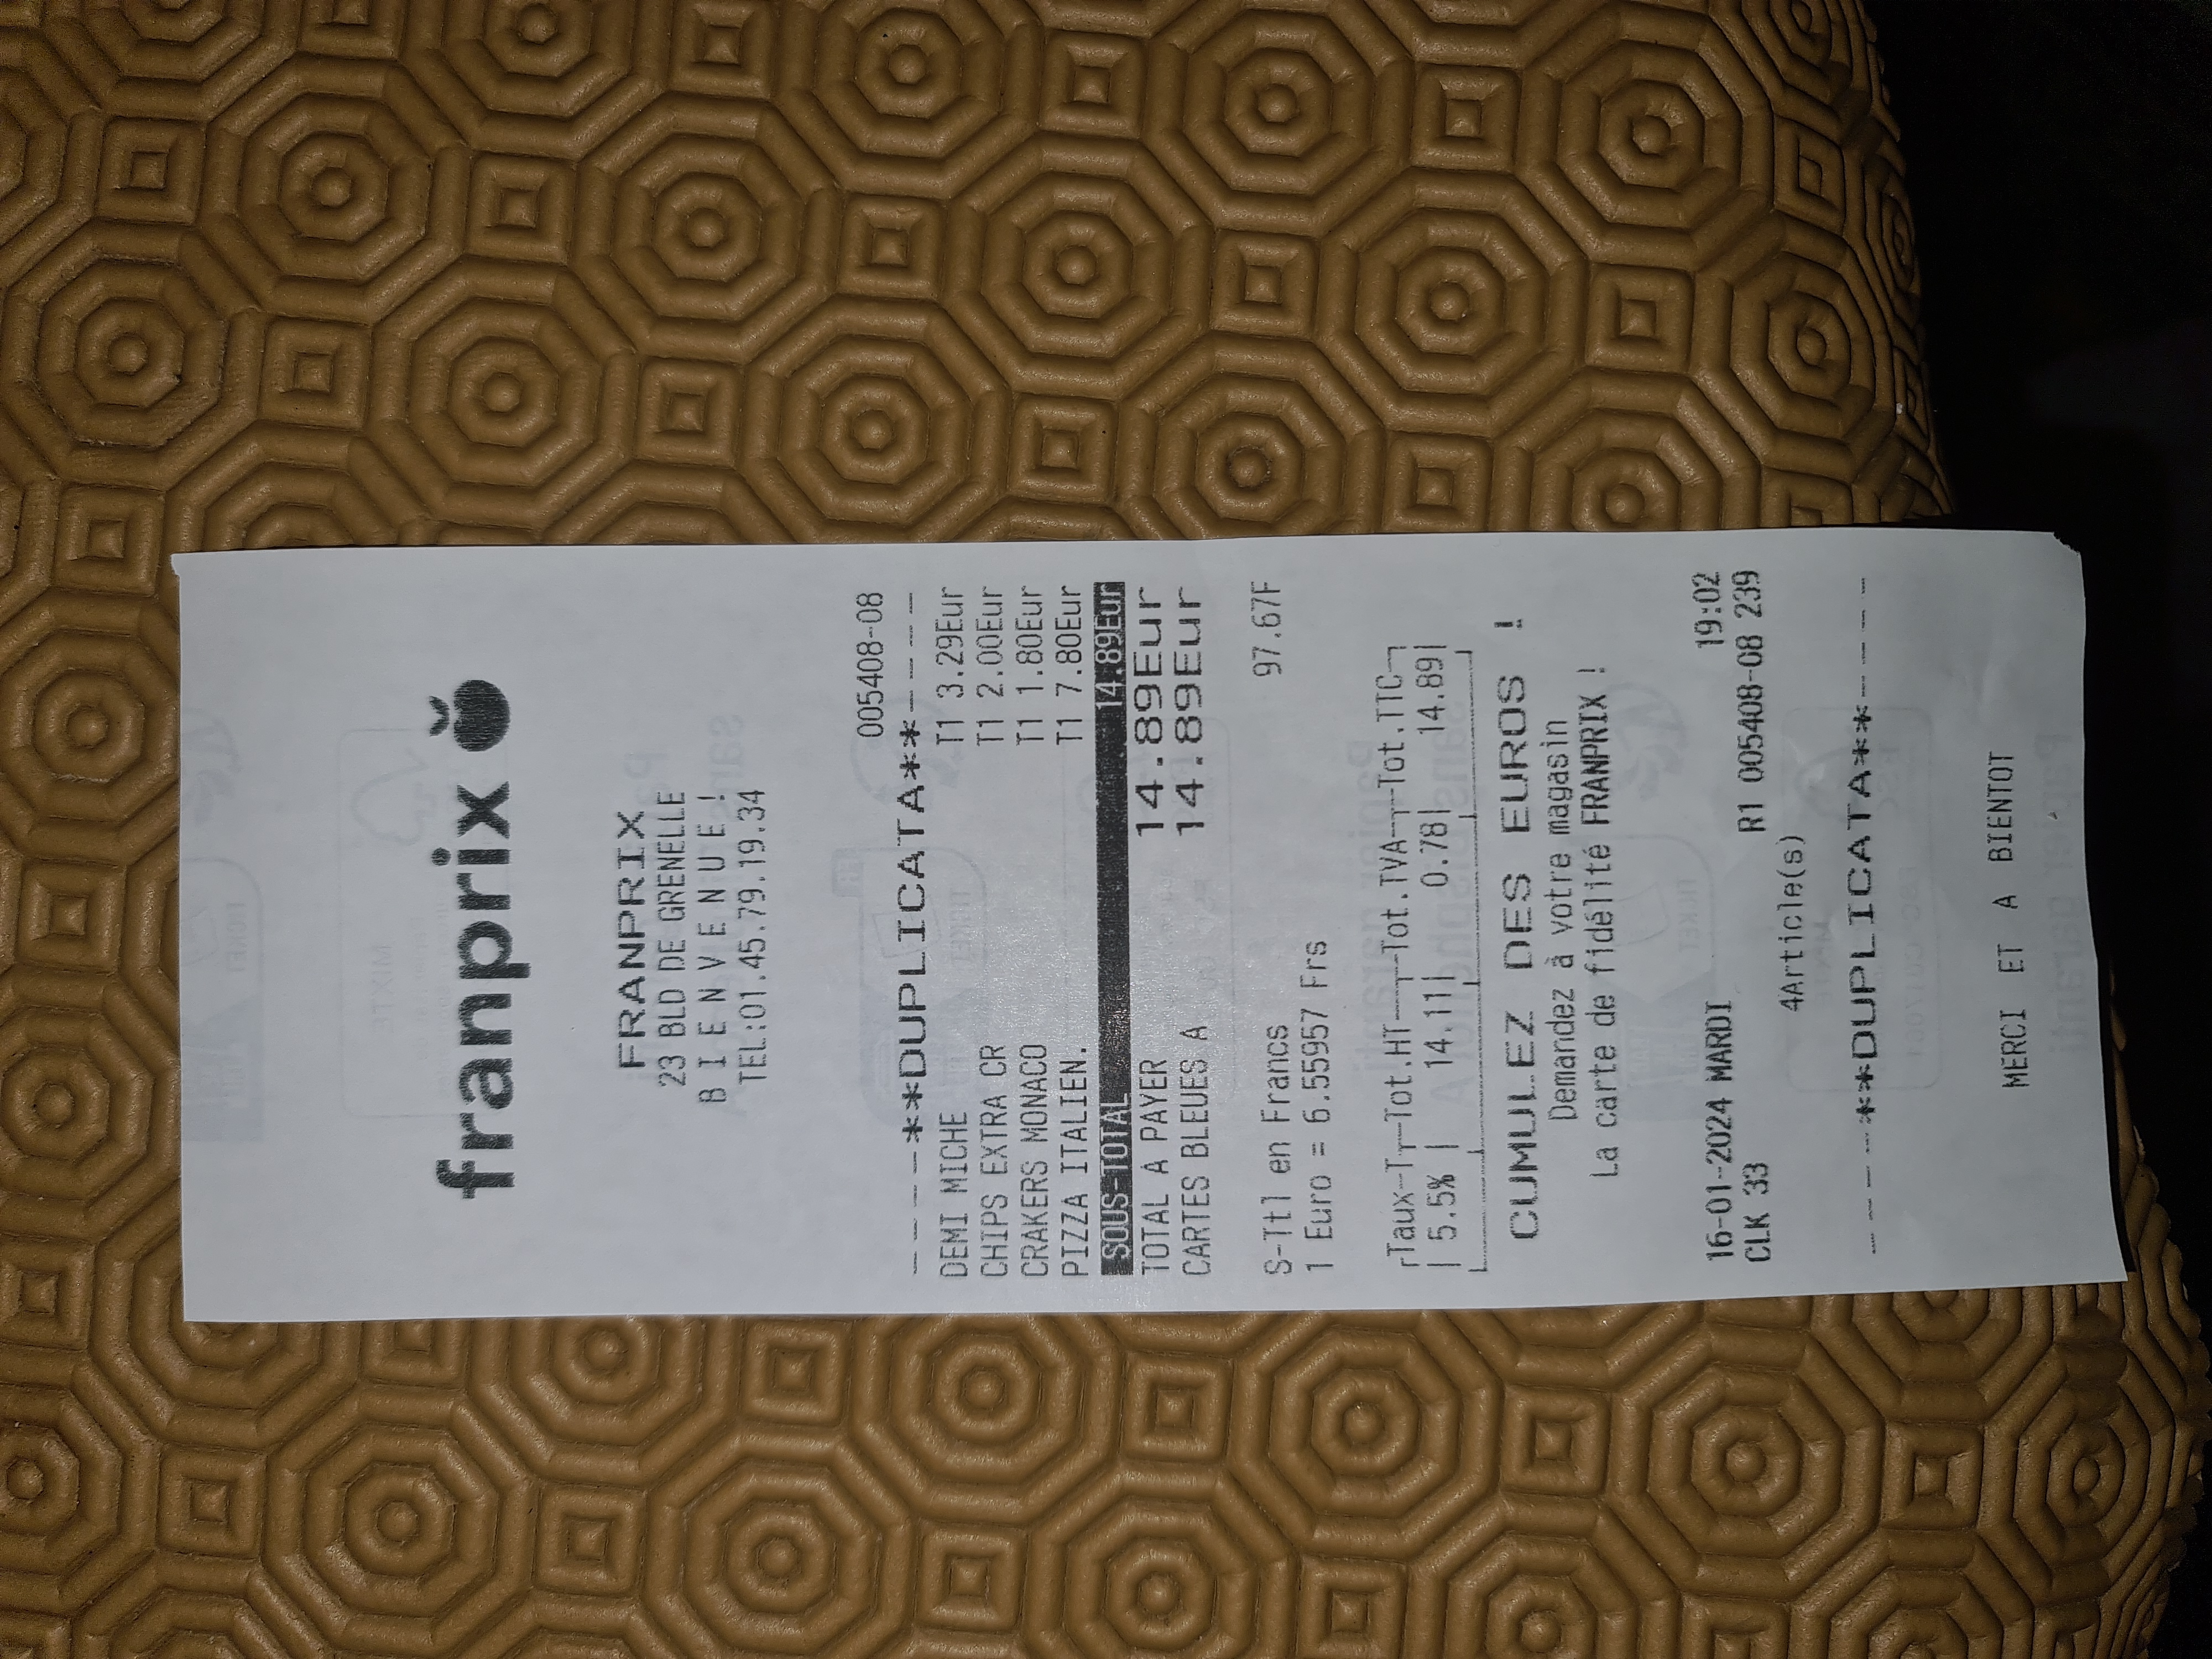 franprix
FRANPRIX
23 BLD DE GRENELLE
B I E N V E N U E !
TEL:01.45.79.19.34
005408-08
----**DUPLICATA**----
DEMI MICHE T1 3.29Eur
CHIPS EXTRA CR T1 2.00Eur
CRAKERS MONACO T1 1.80Eur
PIZZA ITALIEN. T1 7.80Eur
SOUS-TOTAL 14.89Eur
TOTAL A PAYER 14.89Eur
CARTES BLEUES A 14.89Eur
S-Ttl en Francs 97.67F
1 Euro = 6.55957 Frs
Taux-T Tot.HT Tot.TVA Tot.TTC
5.5% 14.11 0.78 14.89
CUMULEZ DES EUROS !
Demandez à votre magasin
La carte de fidélité FRANPRIX !
16-01-2024 MARDI 19:02
CLK 33 R1 005408-08 239
4Article(s)
----**DUPLICATA**----
MERCI ET A BIENTOT